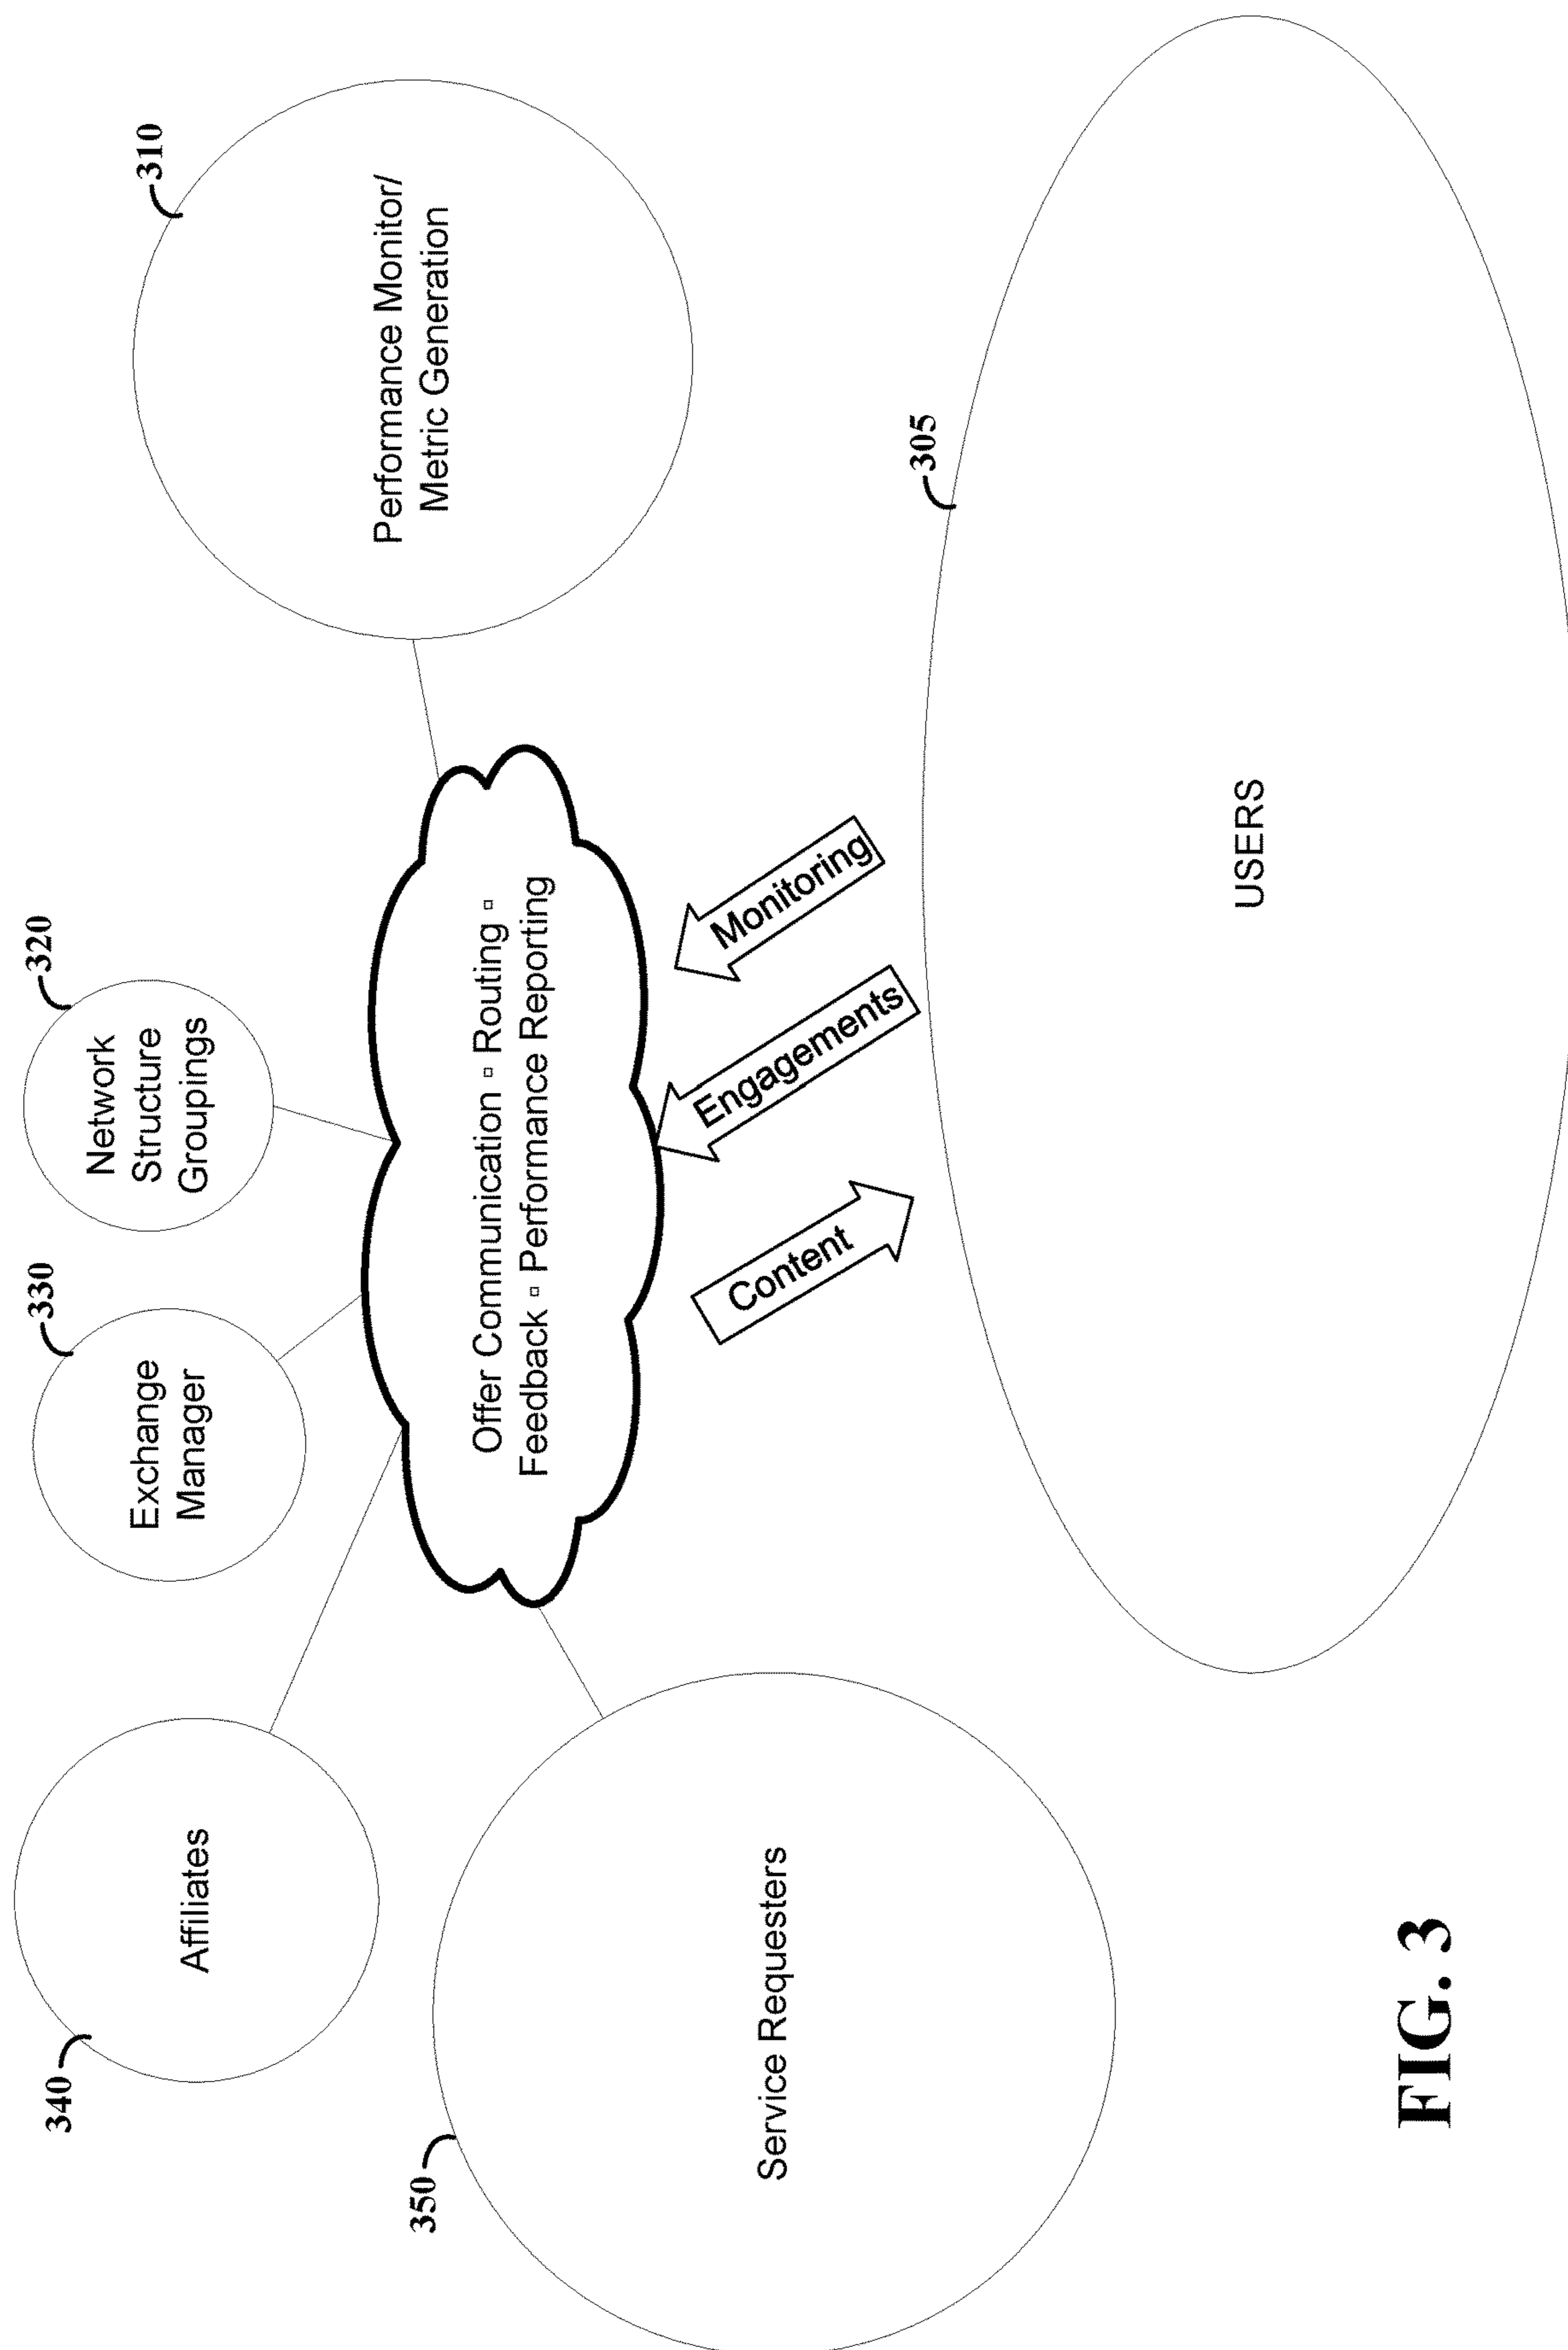 320
Network
Structure
Groupings
330
Exchange
Manager
340
Affiliates
310
Performance Monitor/
Metric Generation
Offer Communication ▫ Routing ▫
Feedback ▫ Performance Reporting
350
Service Requesters
Content
Engagements
Monitoring
305
USERS
FIG. 3